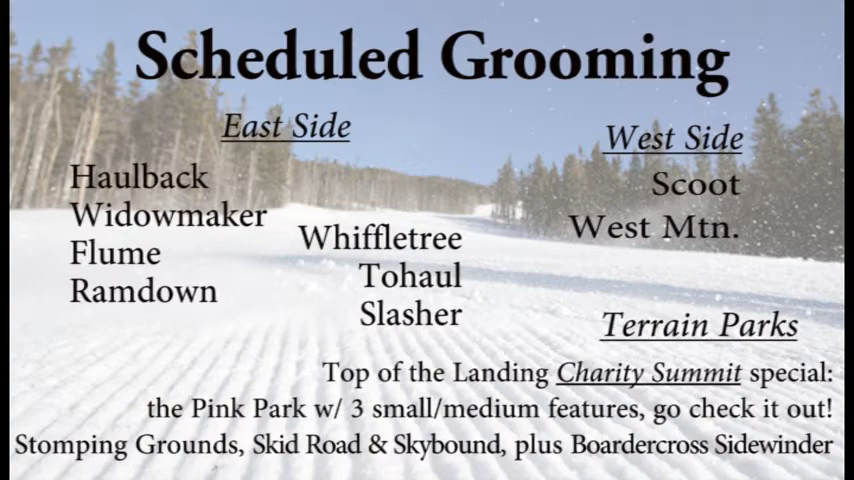 Scheduled Grooming
East Side
Haulback
Widowmaker
Flume
Ramdown
Whiffletree
Tohaul
Slasher
West Side
Scoot
West Mtn.
Terrain Parks
Top of the Landing Charity Summit special:
the Pink Park w/ 3 small/medium features, go check it out!
Stomping Grounds, Skid Road & Skybound, plus Boardercross Sidewinder